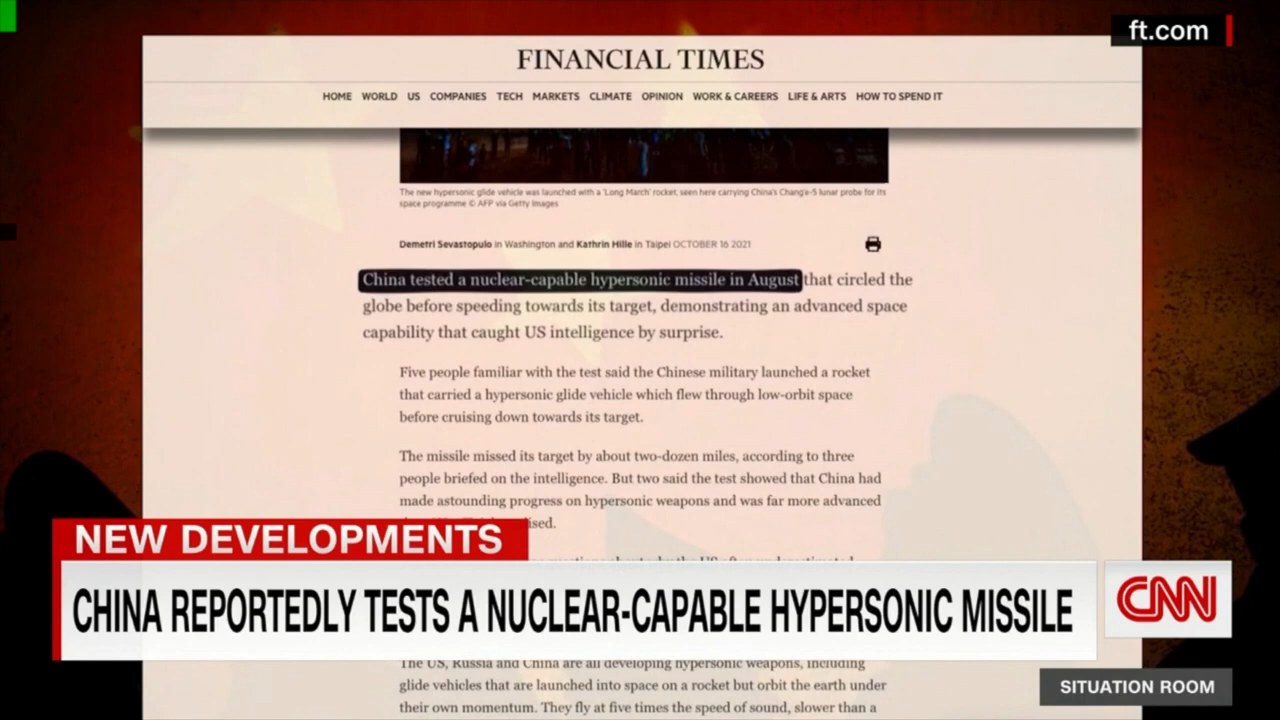 ft.com
FINANCIAL TIMES
HOME WORLD US COMPANIES TECH MARKETS CLIMATE OPINION WORK & CAREERS LIFE & ARTS HOW TO SPEND IT
The new hypersonic glide vehicle was launched with a 'Long March' rocket, seen here carrying China's Chang'e-5 lunar probe for its
space programme © AFP via Getty Images
Demetri Sevastopulo in Washington and Kathrin Hille in Taipei OCTOBER 16 2021
China tested a nuclear-capable hypersonic missile in August that circled the
globe before speeding towards its target, demonstrating an advanced space
capability that caught US intelligence by surprise.
Five people familiar with the test said the Chinese military launched a rocket
that carried a hypersonic glide vehicle which flew through low-orbit space
before cruising down towards its target.
The missile missed its target by about two-dozen miles, according to three
people briefed on the intelligence. But two said the test showed that China had
made astounding progress on hypersonic weapons and was far more advanced
NEW DEVELOPMENTS
CHINA REPORTEDLY TESTS A NUCLEAR-CAPABLE HYPERSONIC MISSILE
CNN
The US, Russia and China are all developing hypersonic weapons, including
glide vehicles that are launched into space on a rocket but orbit the earth under
their own momentum. They fly at five times the speed of sound, slower than a
SITUATION ROOM